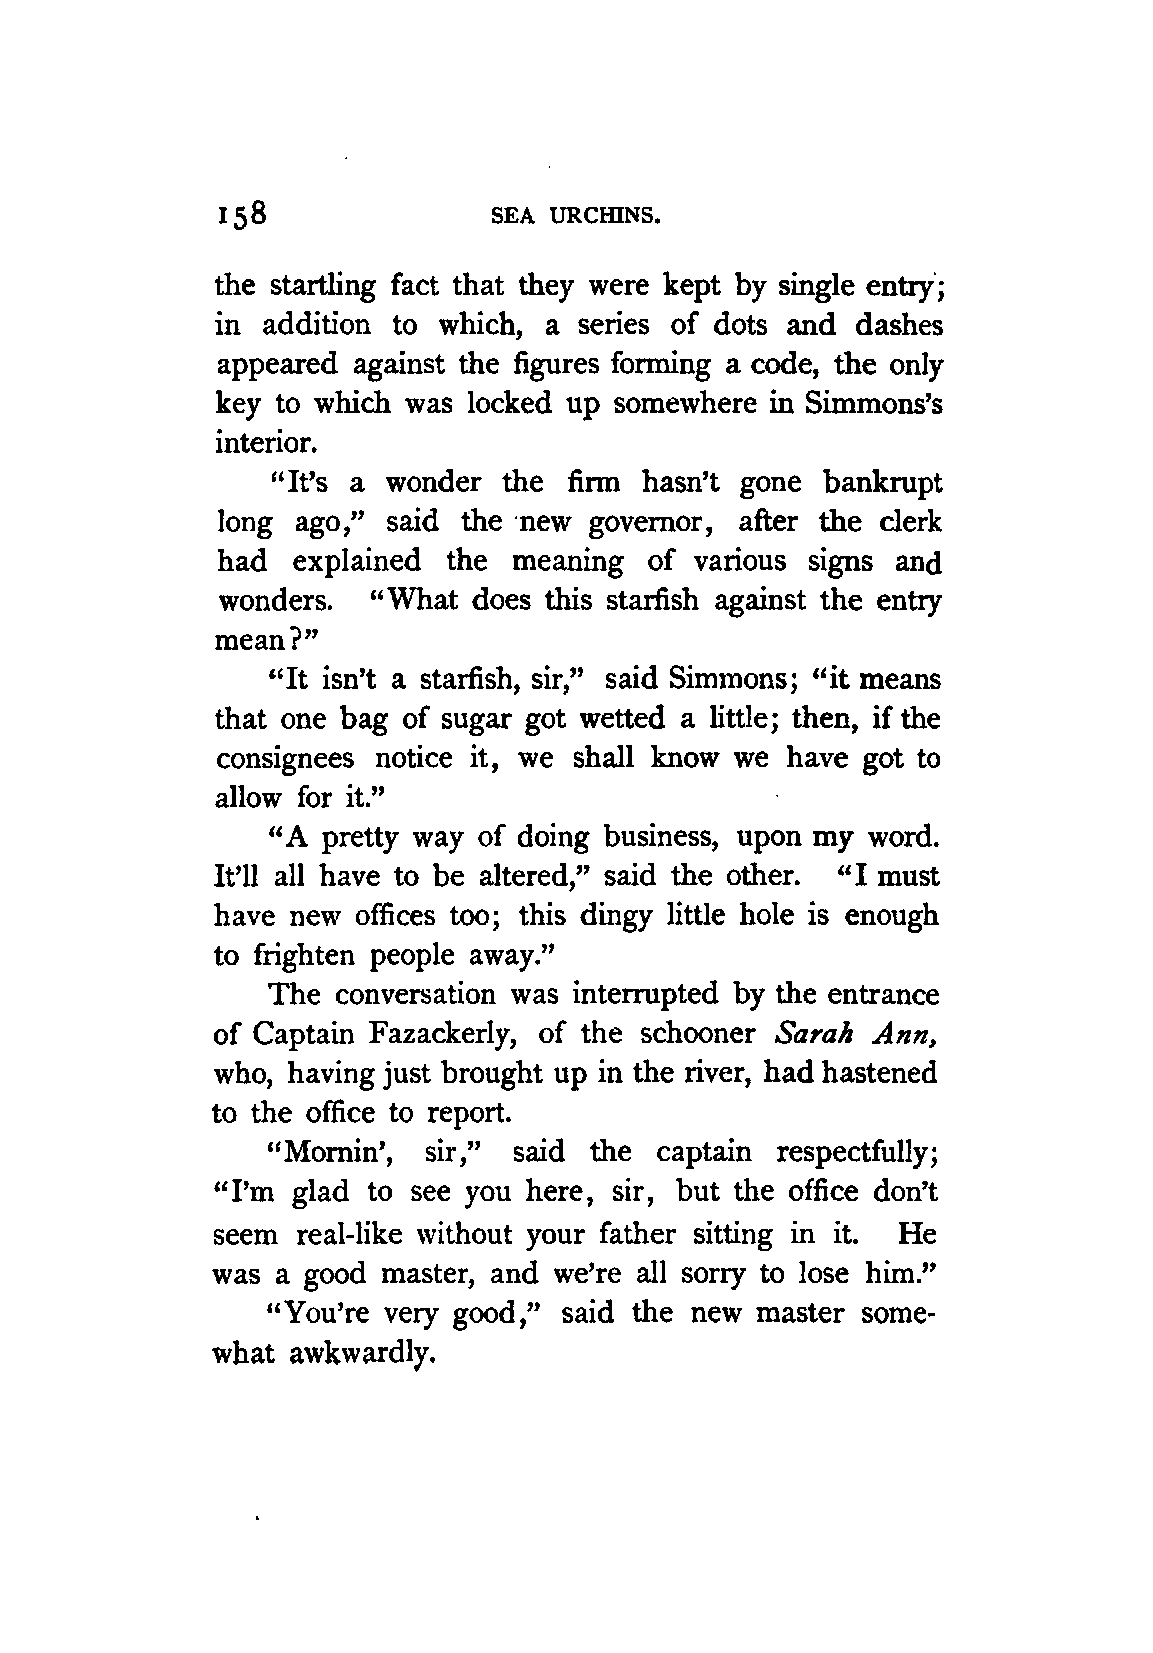 158 SEA URCHINS.
the startling fact that they were kept by single entry;
in addition to which, a series of dots and dashes
appeared against the figures forming a code, the only
key to which was locked up somewhere in Simmons's
interior.
"It's a wonder the firm hasn't gone bankrupt
long ago," said the new governor, after the clerk
had explained the meaning of various signs and
wonders. "What does this starfish against the entry
mean?"
"It isn't a starfish, sir," said Simmons; "it means
that one bag of sugar got wetted a little; then, if the
consignees notice it, we shall know we have got to
allow for it."
"A pretty way of doing business, upon my word.
It'll all have to be altered," said the other. "I must
have new offices too; this dingy little hole is enough
to frighten people away."
The conversation was interrupted by the entrance
of Captain Fazackerly, of the schooner Sarah Ann,
who, having just brought up in the river, had hastened
to the office to report.
"Mornin', sir," said the captain respectfully;
"I'm glad to see you here, sir, but the office don't
seem real-like without your father sitting in it. He
was a good master, and we're all sorry to lose him."
"You're very good," said the new master some-
what awkwardly.